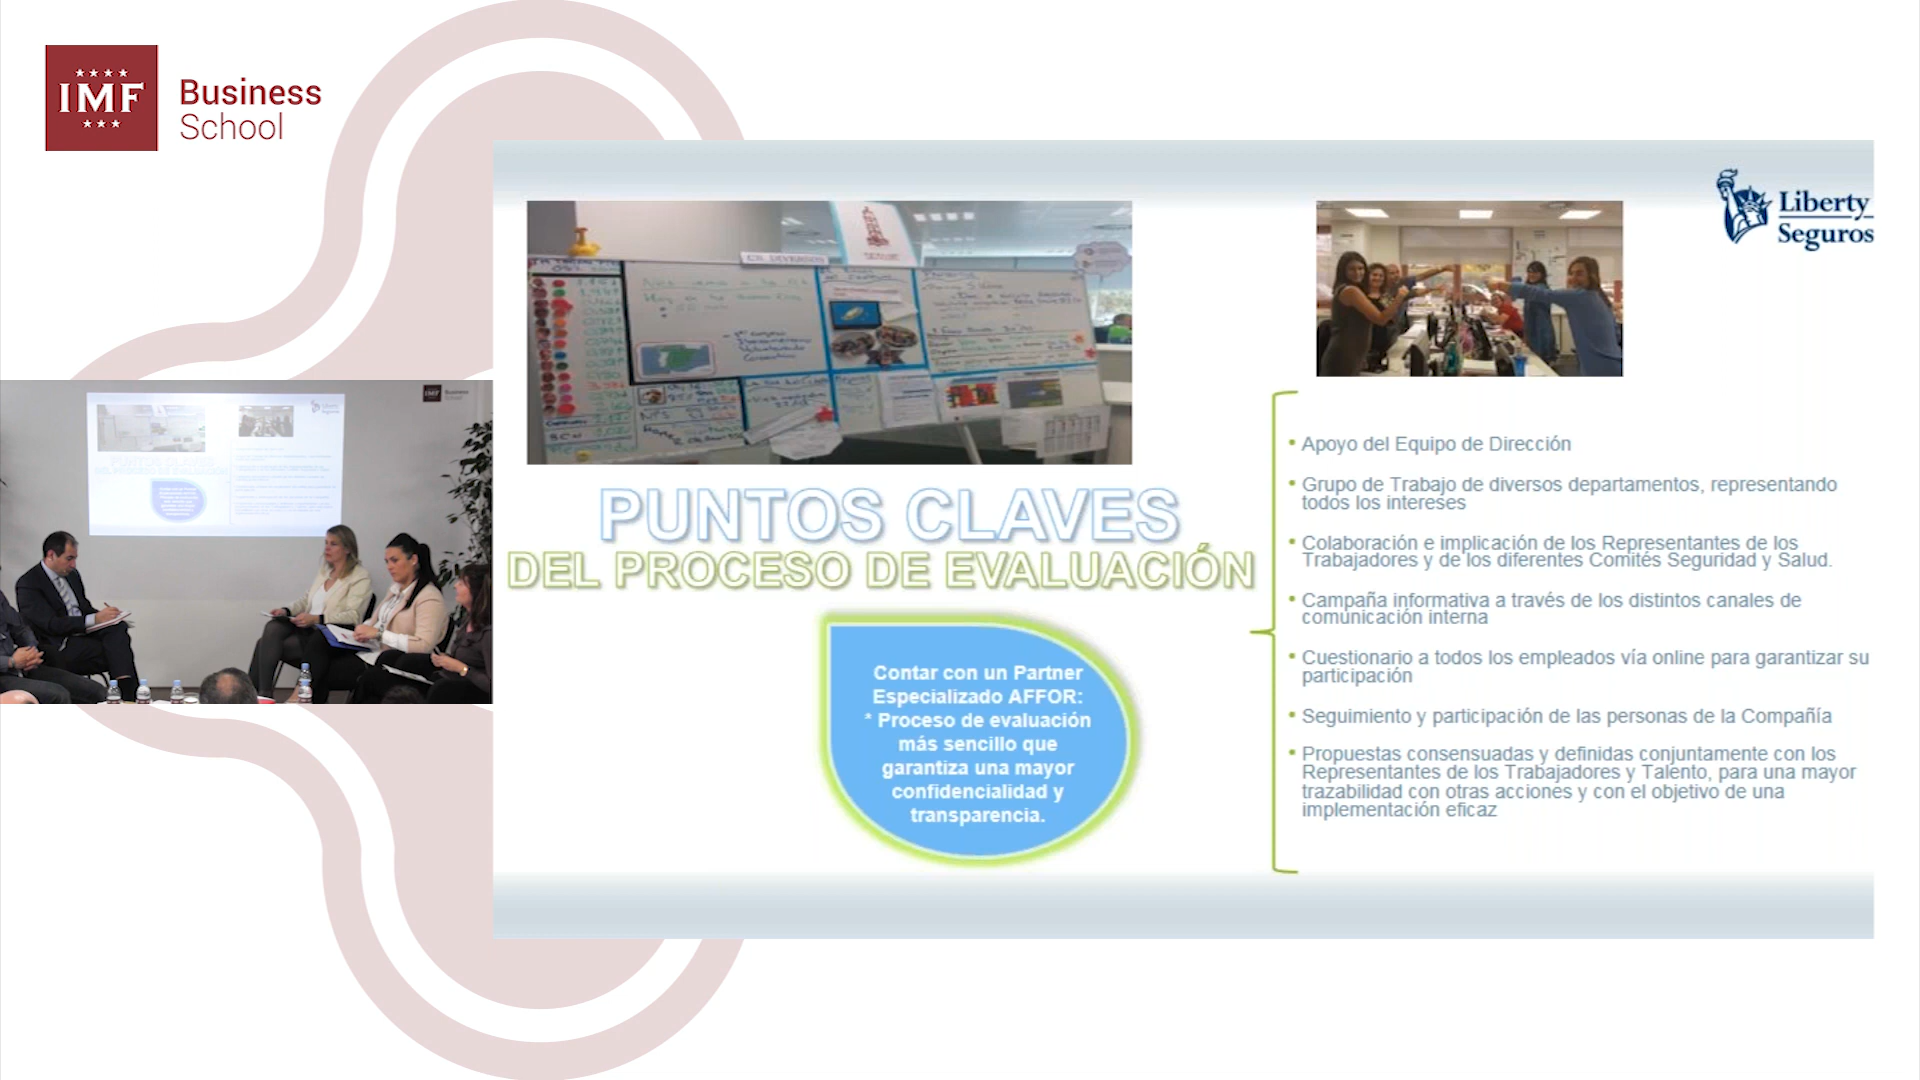 IMF
Business
School
Liberty
Seguros
PUNTOS CLAVES
DEL PROCESO DE EVALUACIÓN
Contar con un Partner
Especializado AFFOR:
* Proceso de evaluación
más sencillo que
garantiza una mayor
confidencialidad y
transparencia.
• Apoyo del Equipo de Dirección
• Grupo de Trabajo de diversos departamentos, representando
todos los intereses
• Colaboración e implicación de los Representantes de los
Trabajadores y de los diferentes Comités Seguridad y Salud.
• Campaña informativa a través de los distintos canales de
comunicación interna
• Cuestionario a todos los empleados vía online para garantizar su
participación
• Seguimiento y participación de las personas de la Compañía
• Propuestas consensuadas y definidas conjuntamente con los
Representantes de los Trabajadores y Talento, para una mayor
trazabilidad con otras acciones y con el objetivo de una
implementación eficaz